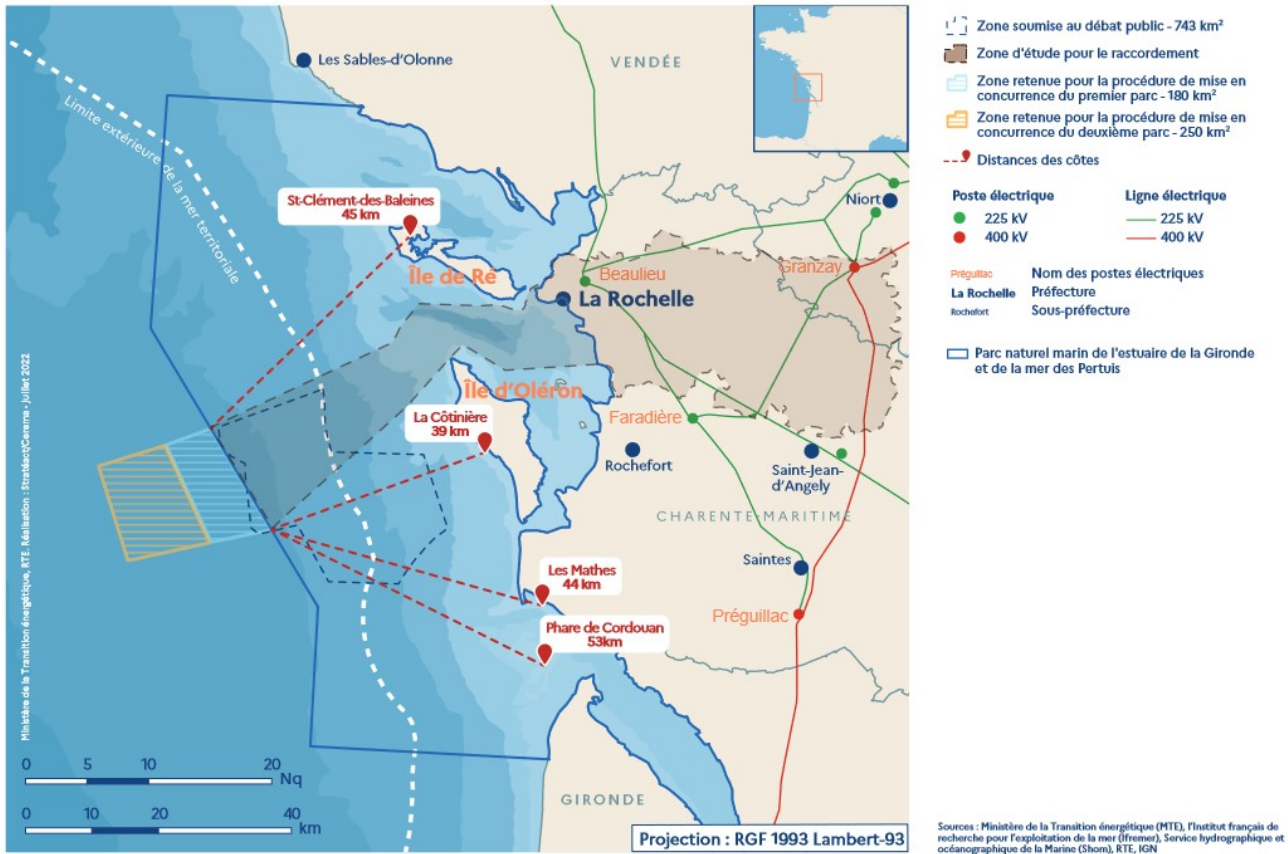 Les Sables-d'Olonne
VENDÉE
Limite extérieure de la mer territoriale
St-Clément-des-Baleines
45 km
Niort
Île de Ré
Beaulieu
Granzay
La Rochelle
Île d'Oléron
La Côtinière
39 km
Faradière
Rochefort
Saint-Jean-
d'Angely
CHARENTE-MARITIME
Saintes
Les Mathes
44 km
Préguillac
Phare de Cordouan
53km
Ministère de la Transition énergétique, RTE. Réalisation : Stratéact/Cerema - Juillet 2022
0 5 10 20
Nq
0 10 20 40
km
GIRONDE
Projection : RGF 1993 Lambert-93
Zone soumise au débat public - 743 km²
Zone d'étude pour le raccordement
Zone retenue pour la procédure de mise en
concurrence du premier parc - 180 km²
Zone retenue pour la procédure de mise en
concurrence du deuxième parc - 250 km²
Distances des côtes
Poste électrique Ligne électrique
225 kV 225 kV
400 kV 400 kV
Préguillac Nom des postes électriques
La Rochelle Préfecture
Rochefort Sous-préfecture
Parc naturel marin de l'estuaire de la Gironde
et de la mer des Pertuis
Sources : Ministère de la Transition énergétique (MTE), l'Institut français de
recherche pour l'exploitation de la mer (Ifremer), Service hydrographique et
océanographique de la Marine (Shom), RTE, IGN